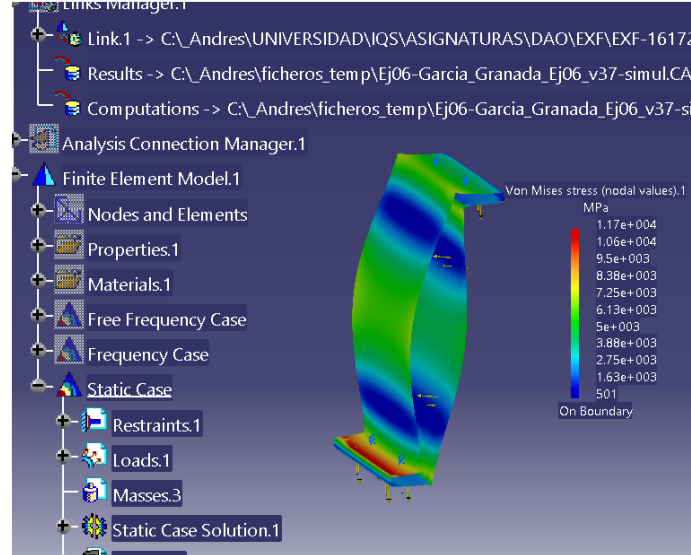 Links Manager.1
Link.1 -> C:\_Andres\UNIVERSIDAD\IQS\ASIGNATURAS\DAO\EXF\EXF-16172
Results -> C:\_Andres\ficheros_temp\Ej06-Garcia_Granada_Ej06_v37-simul.CA
Computations -> C:\_Andres\ficheros_temp\Ej06-Garcia_Granada_Ej06_v37-si
Analysis Connection Manager.1
Finite Element Model.1
Nodes and Elements
Properties.1
Materials.1
Free Frequency Case
Frequency Case
Static Case
Restraints.1
Loads.1
Masses.3
Static Case Solution.1
Von Mises stress (nodal values).1
MPa
1.17e+004
1.06e+004
9.5e+003
8.38e+003
7.25e+003
6.13e+003
5e+003
3.88e+003
2.75e+003
1.63e+003
501
On Boundary